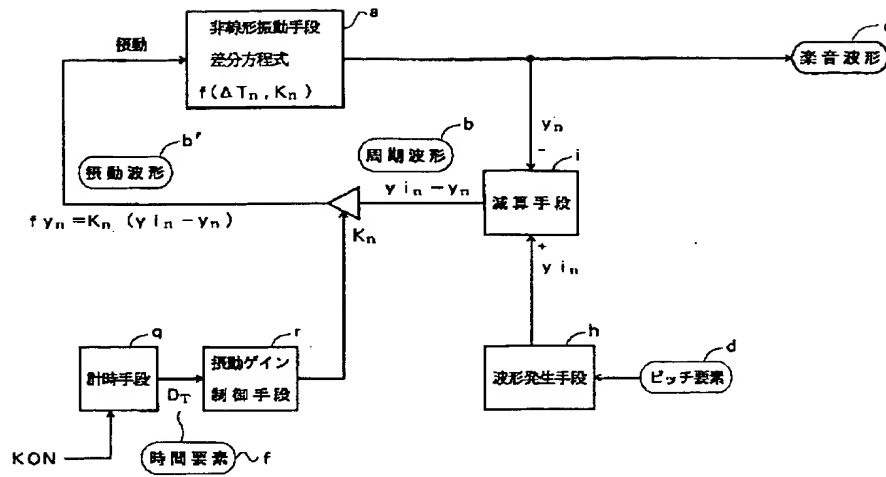 a
非線形振動手段
差分方程式
f(ΔTn, Kn)
摂動
楽音波形
b′
摂動波形
b
周期波形
yn
−
i
減算手段
yin−yn
fyn=Kn (yin−yn)
Kn
+
yin
q
計時手段
r
摂動ゲイン
制御手段
h
波形発生手段
d
ピッチ要素
DT
KON
時間要素
f